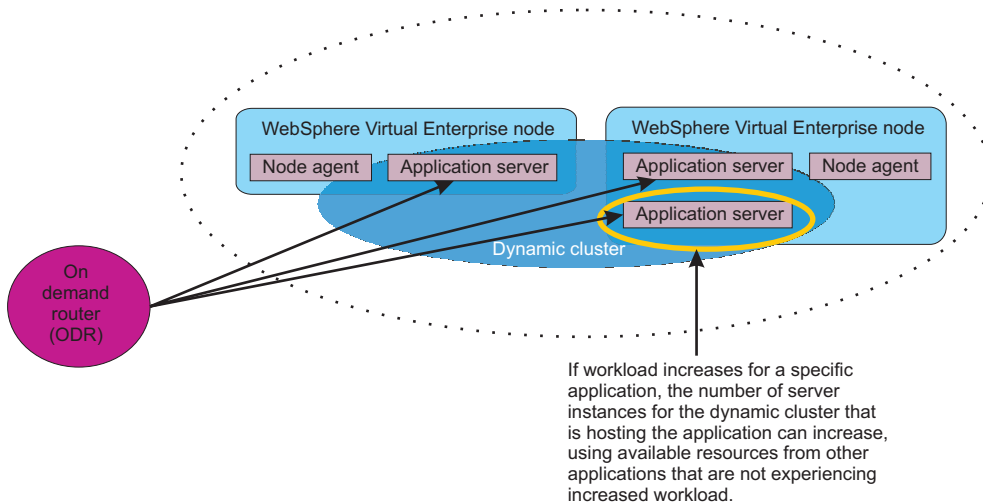 WebSphere Virtual Enterprise node
WebSphere Virtual Enterprise node
Node agent
Application server
Application server
Node agent
Application server
Dynamic cluster
On
demand
router
(ODR)
If workload increases for a specific
application, the number of server
instances for the dynamic cluster that
is hosting the application can increase,
using available resources from other
applications that are not experiencing
increased workload.